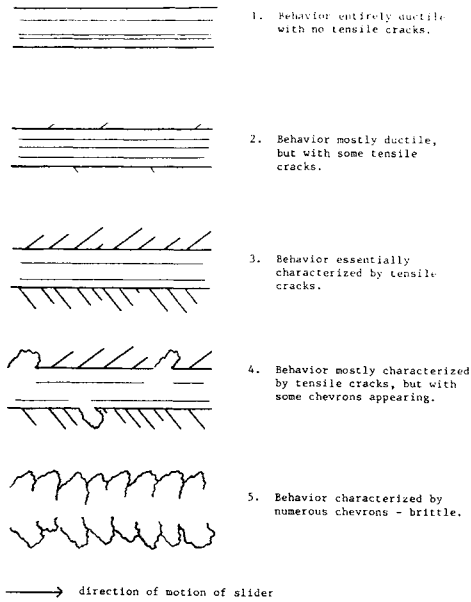 1. Behavior entirely ductile
with no tensile cracks.
2. Behavior mostly ductile,
but with some tensile
cracks.
3. Behavior essentially
characterized by tensile
cracks.
4. Behavior mostly characterized
by tensile cracks, but with
some chevrons appearing.
5. Behavior characterized by
numerous chevrons - brittle.
direction of motion of slider